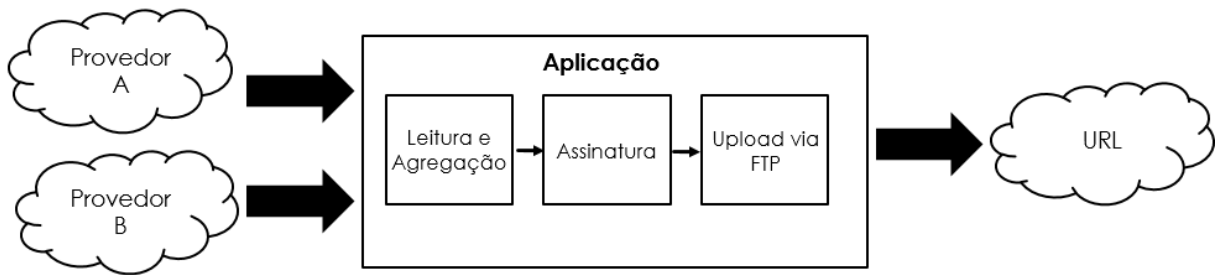 Provedor
A
Provedor
B
Aplicação
Leitura e
Agregação
Assinatura
Upload via
FTP
URL